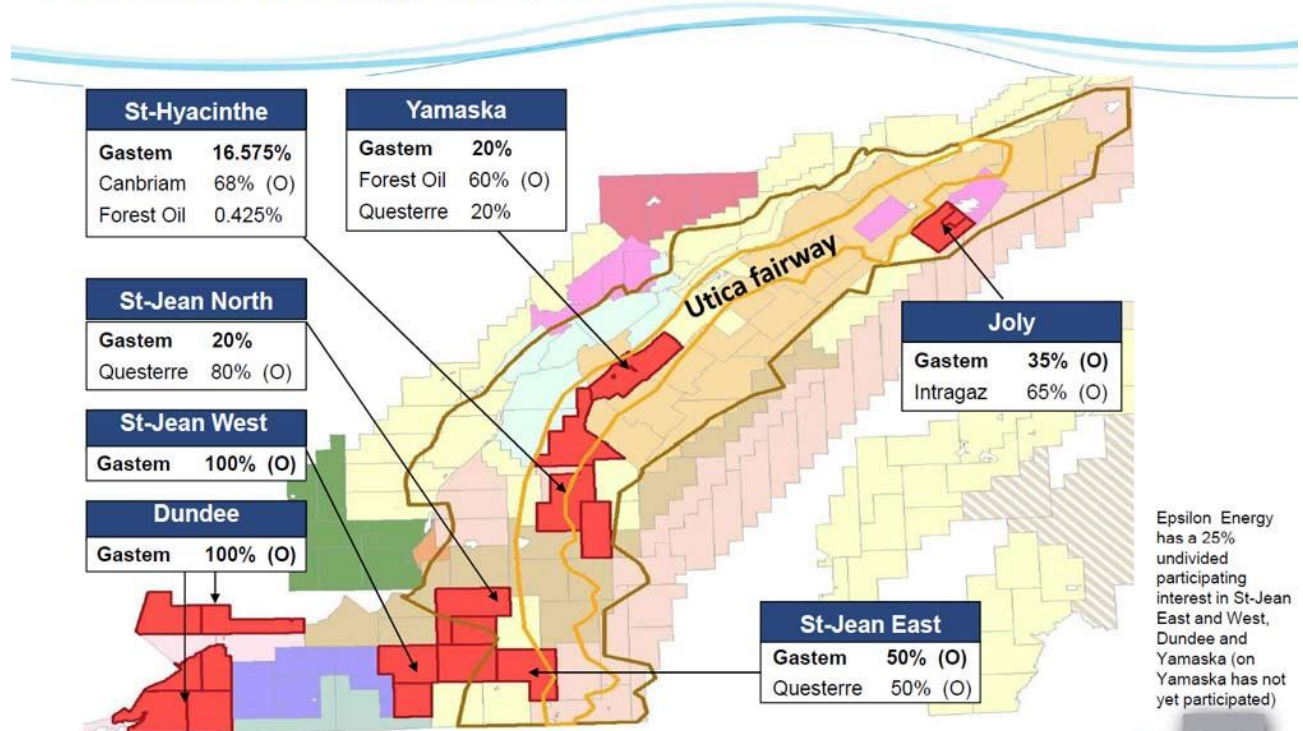 St-Hyacinthe
Gastem 16.575%
Canbriam 68% (O)
Forest Oil 0.425%
Yamaska
Gastem 20%
Forest Oil 60% (O)
Questerre 20%
St-Jean North
Gastem 20%
Questerre 80% (O)
St-Jean West
Gastem 100% (O)
Dundee
Gastem 100% (O)
Utica fairway
Joly
Gastem 35% (O)
Intragaz 65% (O)
St-Jean East
Gastem 50% (O)
Questerre 50% (O)
Epsilon Energy
has a 25%
undivided
participating
interest in St-Jean
East and West,
Dundee and
Yamaska (on
Yamaska has not
yet participated)